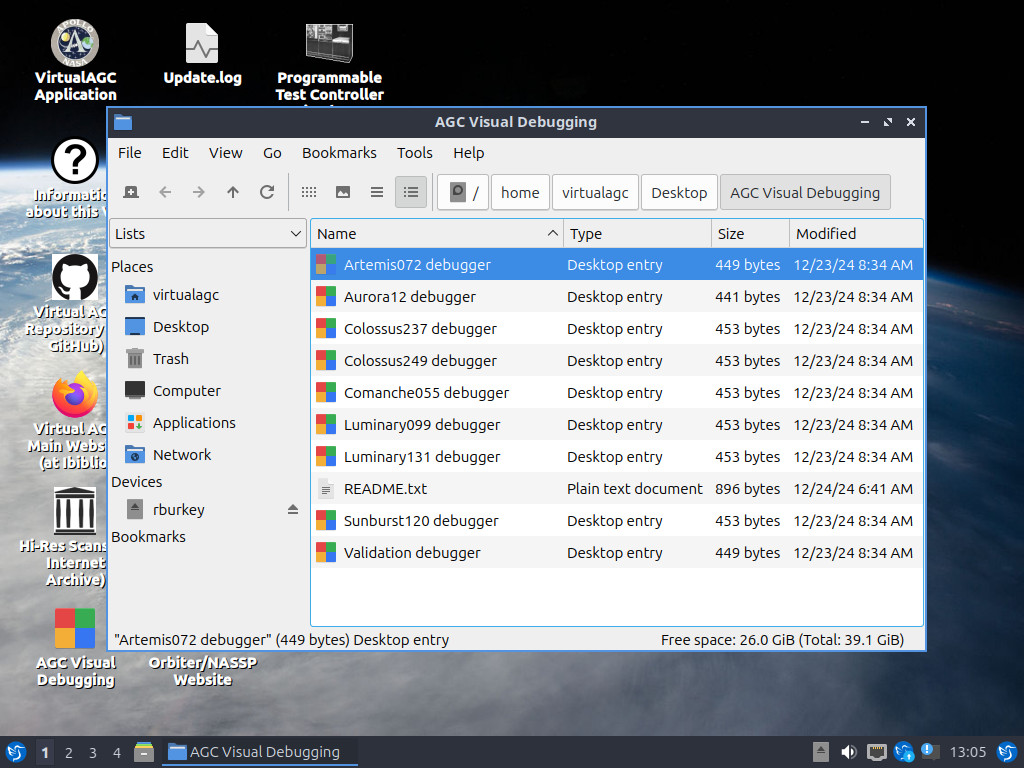 VirtualAGC
Application
Update.log
Programmable
Test Controller
AGC Visual Debugging
File Edit View Go Bookmarks Tools Help
/ home virtualagc Desktop AGC Visual Debugging
Lists
Places
virtualagc
Desktop
Trash
Computer
Applications
Network
Devices
rburkey
Bookmarks
Name Type Size Modified
Artemis072 debugger Desktop entry 449 bytes 12/23/24 8:34 AM
Aurora12 debugger Desktop entry 441 bytes 12/23/24 8:34 AM
Colossus237 debugger Desktop entry 453 bytes 12/23/24 8:34 AM
Colossus249 debugger Desktop entry 453 bytes 12/23/24 8:34 AM
Comanche055 debugger Desktop entry 453 bytes 12/23/24 8:34 AM
Luminary099 debugger Desktop entry 453 bytes 12/23/24 8:34 AM
Luminary131 debugger Desktop entry 453 bytes 12/23/24 8:34 AM
README.txt Plain text document 896 bytes 12/24/24 6:41 AM
Sunburst120 debugger Desktop entry 453 bytes 12/23/24 8:34 AM
Validation debugger Desktop entry 449 bytes 12/23/24 8:34 AM
"Artemis072 debugger" (449 bytes) Desktop entry Free space: 26.0 GiB (Total: 39.1 GiB)
?
Informatio
about this V
Virtual AG
Repository
GitHub)
Virtual AG
Main Webs
(at Ibiblio
Hi-Res Scans
Internet
Archive)
AGC Visual
Debugging
Orbiter/NASSP
Website
1 2 3 4 AGC Visual Debugging 13:05